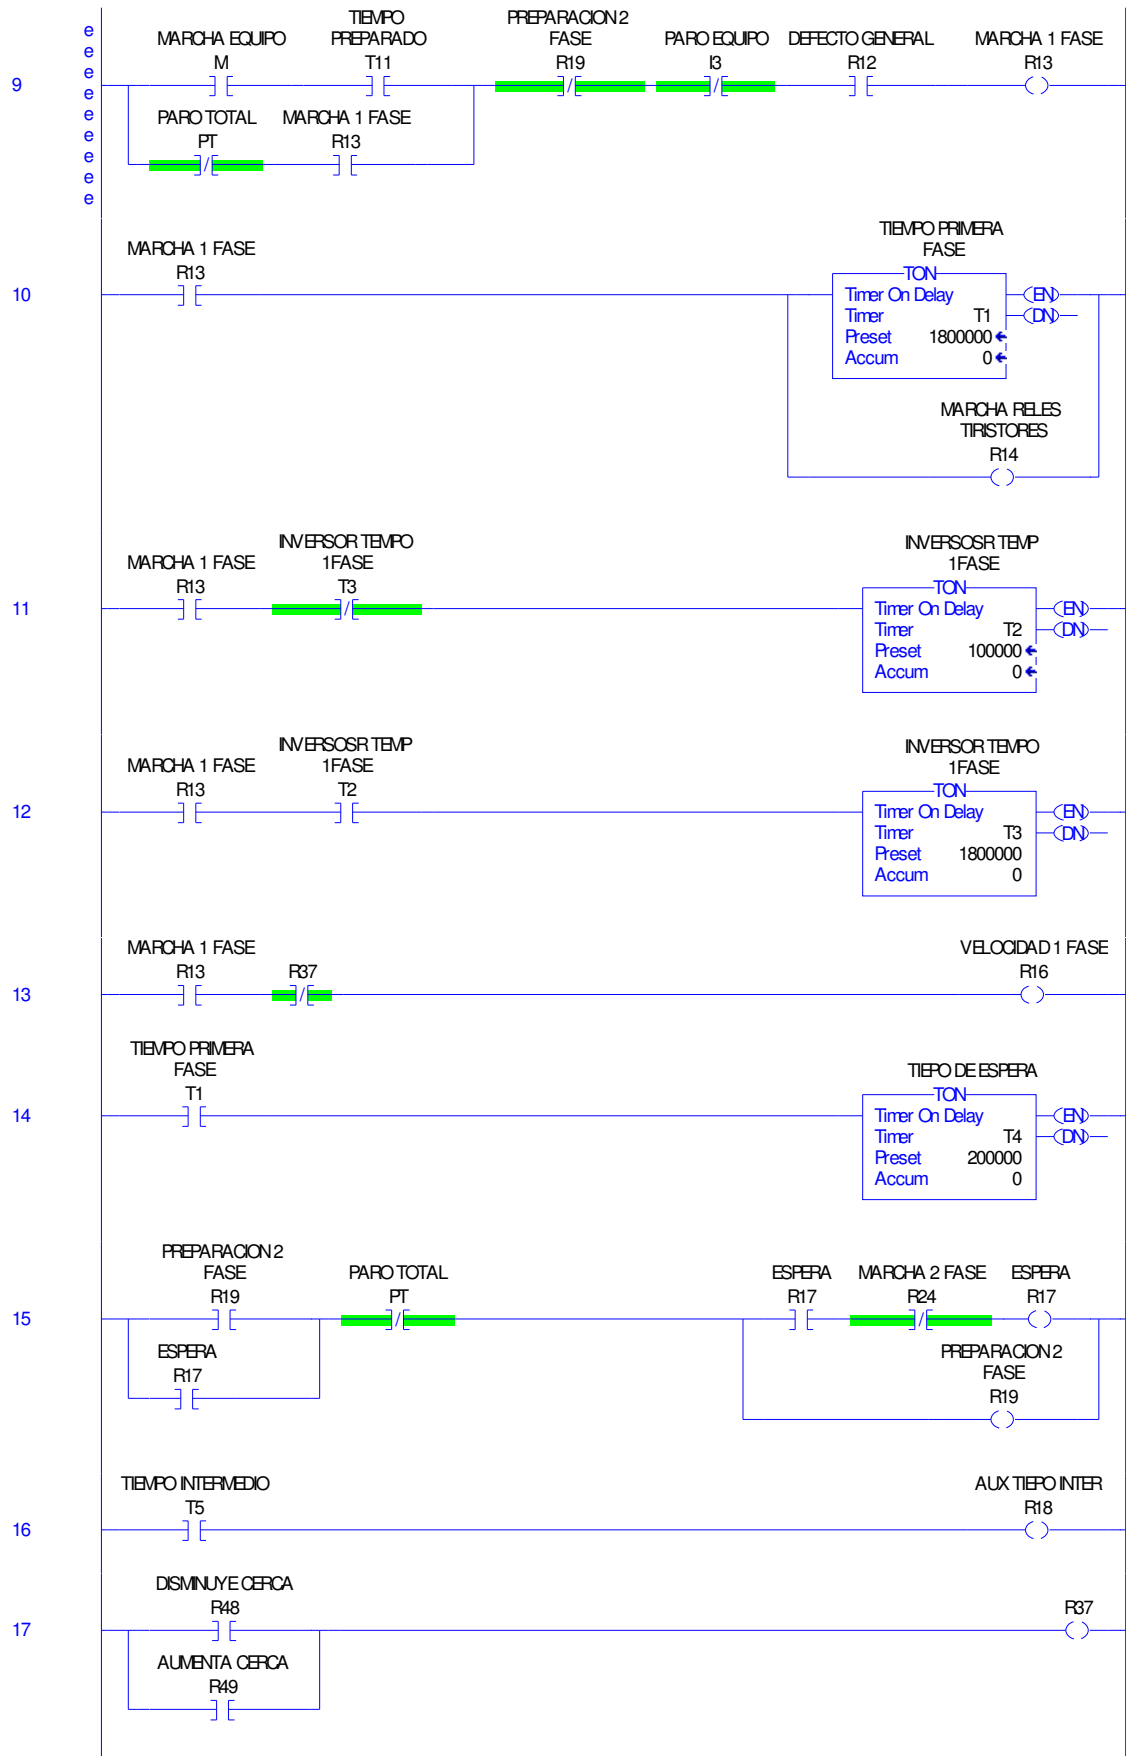 e
e
e
e
e
e
e
e
e
9
MARCHA EQUIPO
M
TIEMPO
PREPARADO
T11
PREPARACION 2
FASE
R19
PARO EQUIPO
I3
DEFECTO GENERAL
R12
MARCHA 1 FASE
R13
PARO TOTAL
PT
MARCHA 1 FASE
R13
10
MARCHA 1 FASE
R13
TIEMPO PRIMERA
FASE
TON
Timer On Delay
Timer T1
Preset 1800000
Accum 0
EN
DN
MARCHA RELES
TIRISTORES
R14
11
MARCHA 1 FASE
R13
INVERSOR TEMPO
1FASE
T3
INVERSOSR TEMP
1FASE
TON
Timer On Delay
Timer T2
Preset 100000
Accum 0
EN
DN
12
MARCHA 1 FASE
R13
INVERSOSR TEMP
1FASE
T2
INVERSOR TEMPO
1FASE
TON
Timer On Delay
Timer T3
Preset 1800000
Accum 0
EN
DN
13
MARCHA 1 FASE
R13
R37
VELOCIDAD 1 FASE
R16
14
TIEMPO PRIMERA
FASE
T1
TIEPO DE ESPERA
TON
Timer On Delay
Timer T4
Preset 200000
Accum 0
EN
DN
15
PREPARACION 2
FASE
R19
PARO TOTAL
PT
ESPERA
R17
MARCHA 2 FASE
R24
ESPERA
R17
ESPERA
R17
PREPARACION 2
FASE
R19
16
TIEMPO INTERMEDIO
T5
AUX TIEPO INTER
R18
17
DISMINUYE CERCA
R48
R37
AUMENTA CERCA
R49